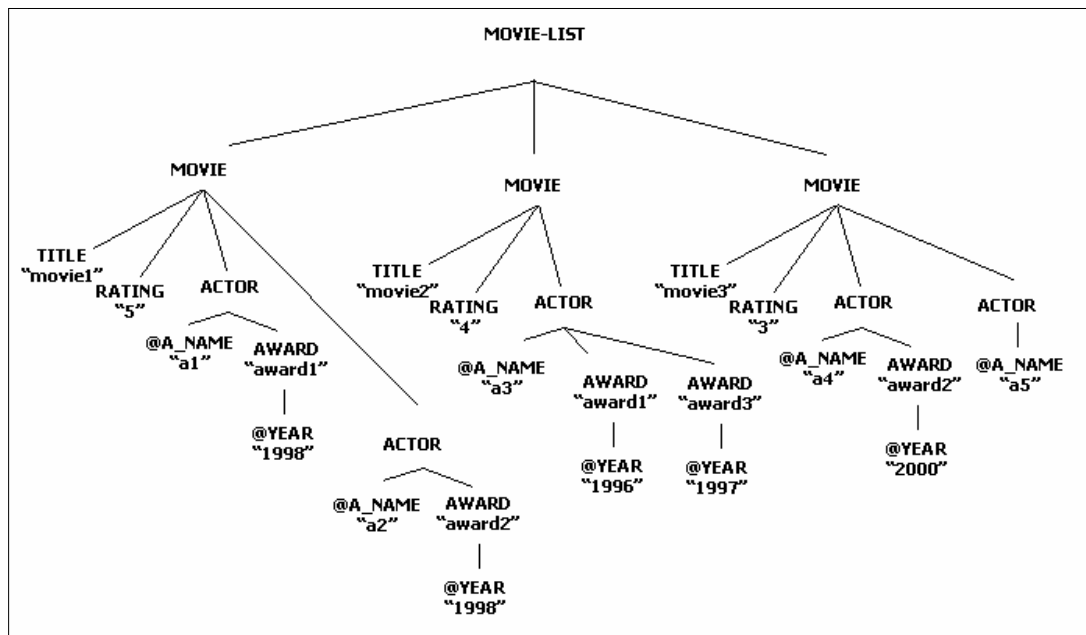 MOVIE-LIST
MOVIE
TITLE
“movie1”
RATING
“5”
ACTOR
@A_NAME
“a1”
AWARD
“award1”
@YEAR
“1998”
ACTOR
@A_NAME
“a2”
AWARD
“award2”
@YEAR
“1998”
MOVIE
TITLE
“movie2”
RATING
“4”
ACTOR
@A_NAME
“a3”
AWARD
“award1”
@YEAR
“1996”
AWARD
“award3”
@YEAR
“1997”
MOVIE
TITLE
“movie3”
RATING
“3”
ACTOR
@A_NAME
“a4”
AWARD
“award2”
@YEAR
“2000”
ACTOR
@A_NAME
“a5”